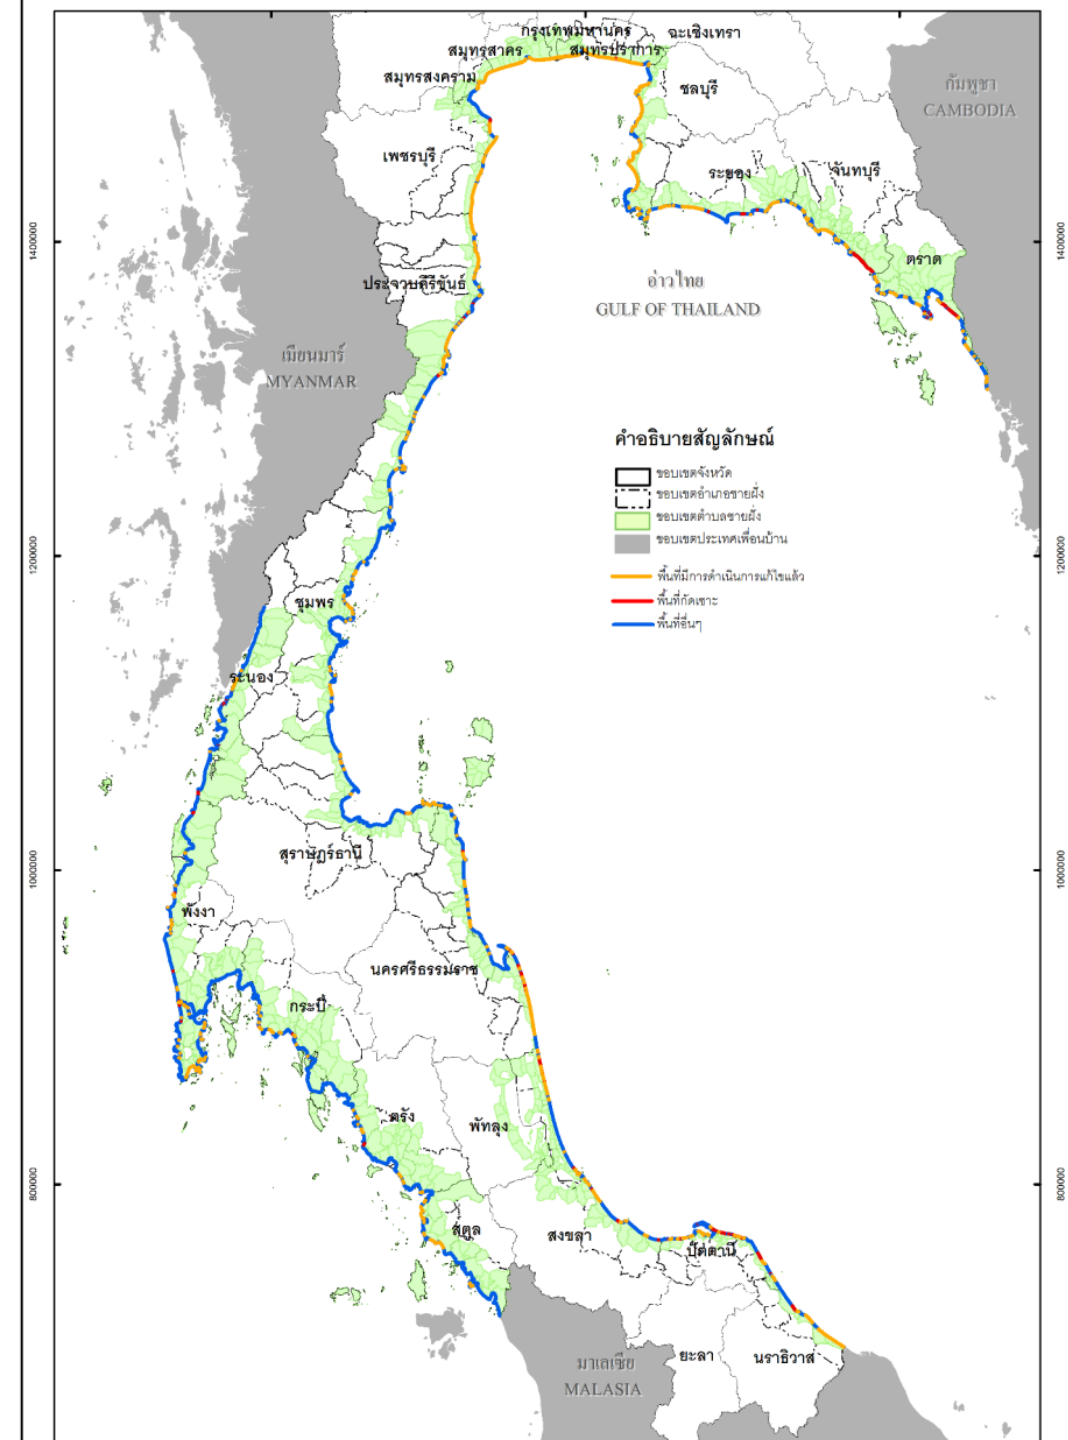 กรุงเทพมหานคร
ฉะเชิงเทรา
สมุทรสาคร
สมุทรปราการ
สมุทรสงคราม
ชลบุรี
กัมพูชา
CAMBODIA
เพชรบุรี
ระยอง
จันทบุรี
1400000
1400000
ตราด
ประจวบคีรีขันธ์
อ่าวไทย
GULF OF THAILAND
เมียนมาร์
MYANMAR
คำอธิบายสัญลักษณ์
ขอบเขตจังหวัด
ขอบเขตอำเภอชายฝั่ง
ขอบเขตตำบลชายฝั่ง
ขอบเขตประเทศเพื่อนบ้าน
1200000
1200000
พื้นที่มีการดำเนินการแก้ไขแล้ว
พื้นที่กัดเซาะ
พื้นที่อื่นๆ
ชุมพร
ระนอง
สุราษฎร์ธานี
1000000
1000000
พังงา
นครศรีธรรมราช
กระบี่
ตรัง
พัทลุง
800000
800000
สตูล
สงขลา
ปัตตานี
ยะลา
นราธิวาส
มาเลเซีย
MALASIA